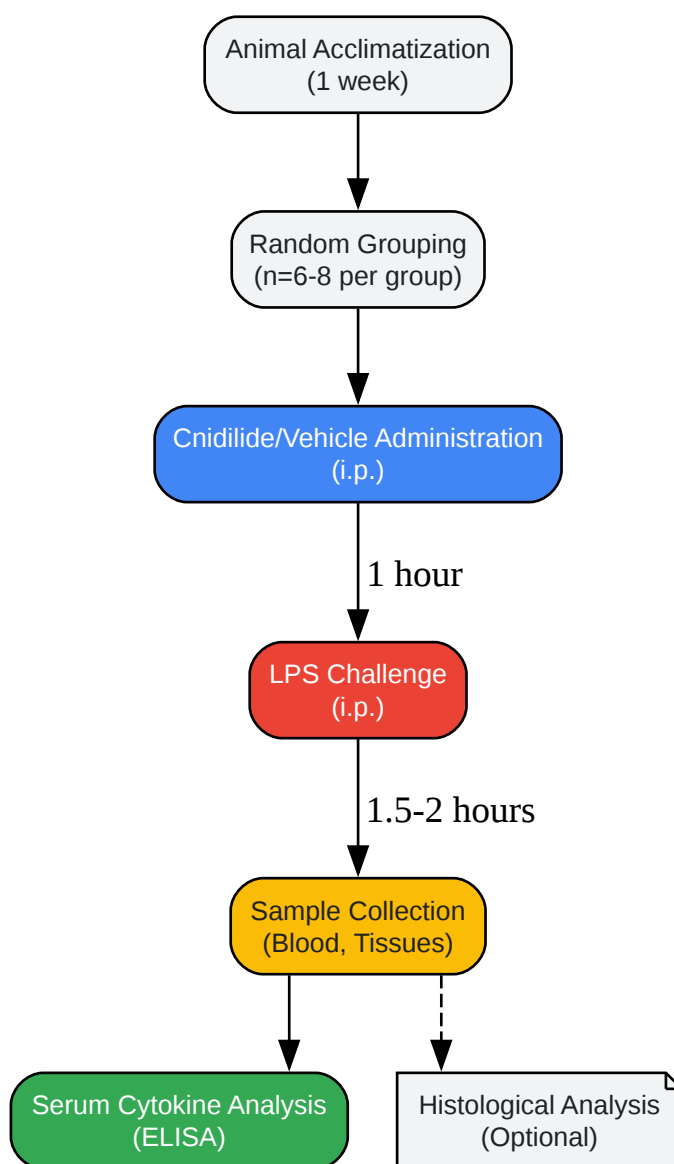 Animal Acclimatization
(1 week)
Random Grouping
(n=6-8 per group)
Cnidilide/Vehicle Administration
(i.p.)
1 hour
LPS Challenge
(i.p.)
1.5-2 hours
Sample Collection
(Blood, Tissues)
Serum Cytokine Analysis
(ELISA)
Histological Analysis
(Optional)